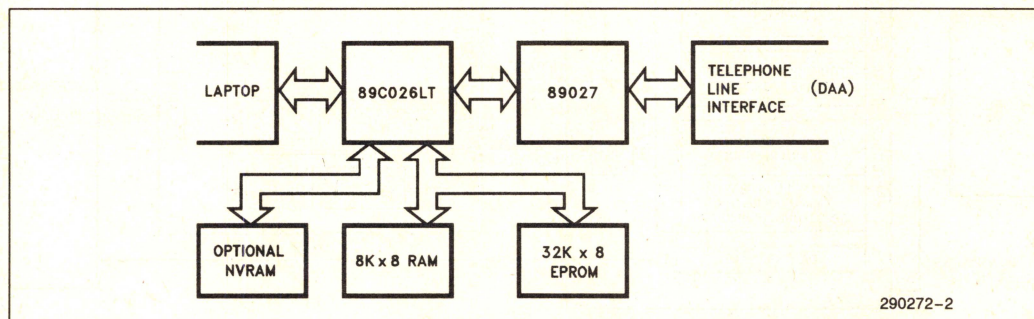 LAPTOP
89C026LT
89027
TELEPHONE
LINE (DAA)
INTERFACE
OPTIONAL
NVRAM
8K x 8 RAM
32K x 8
EPROM
290272-2